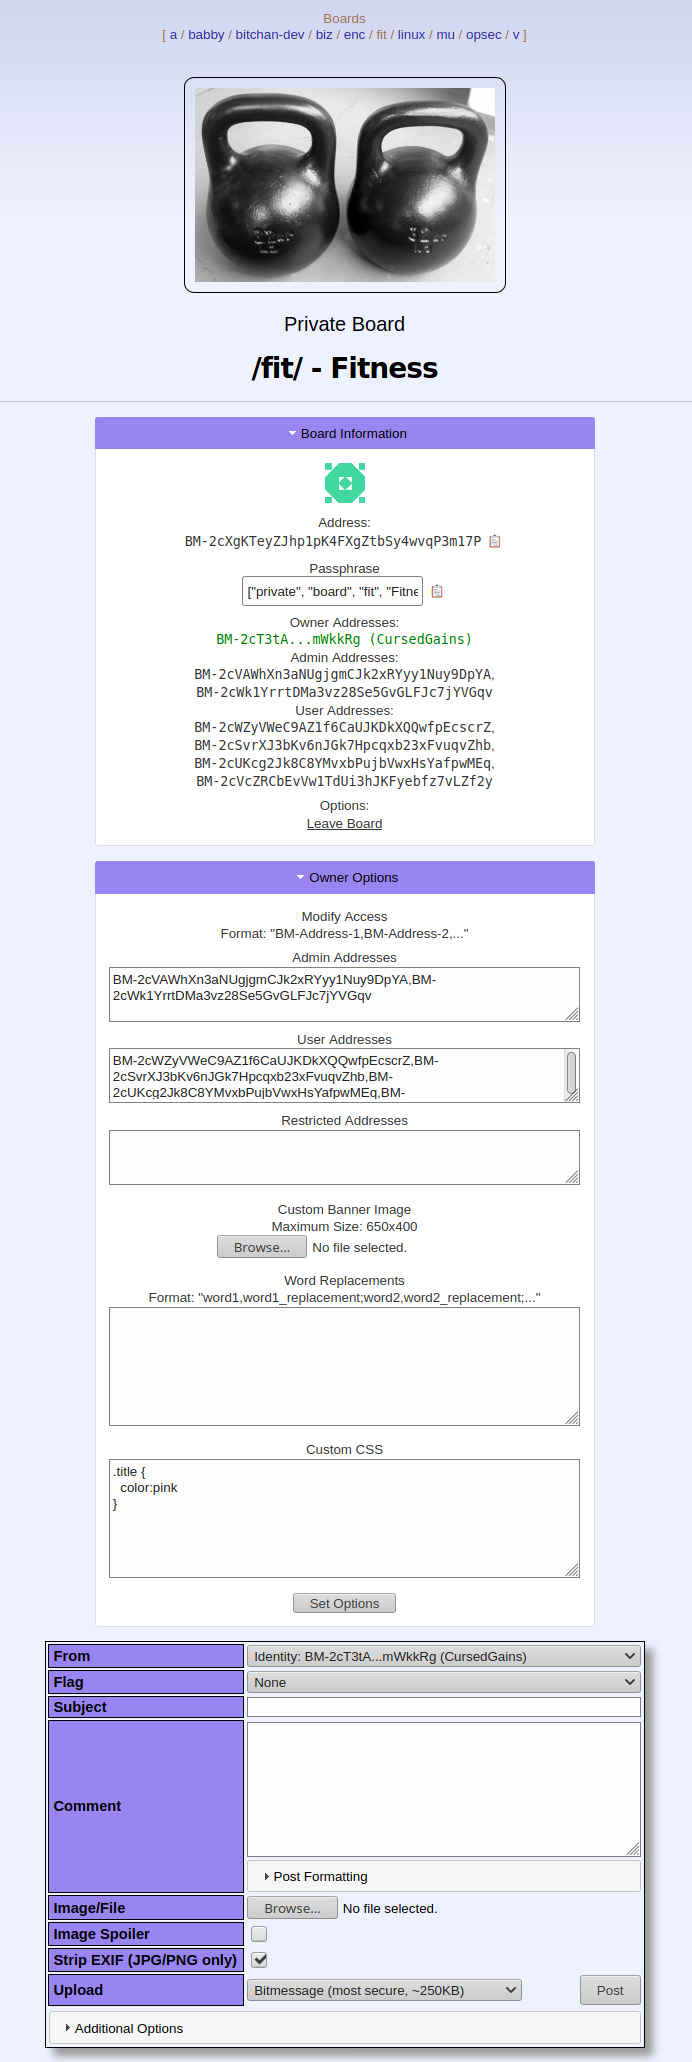 Boards
[ a / babby / bitchan-dev / biz / enc / fit / linux / mu / opsec / v ]
Private Board
/fit/ - Fitness
Board Information
Address:
BM-2cXgKTeyZJhp1pK4FXgZtbSy4wvqP3m17P
Passphrase
["private", "board", "fit", "Fitne
Owner Addresses:
BM-2cT3tA...mWkkRg (CursedGains)
Admin Addresses:
BM-2cVAWhXn3aNUgjgmCJk2xRYyy1Nuy9DpYA,
BM-2cWk1YrrtDMa3vz28Se5GvGLFJc7jYVGqv
User Addresses:
BM-2cWZyVWeC9AZ1f6CaUJKDkXQQwfpEcscrZ,
BM-2cSvrXJ3bKv6nJGk7Hpcqxb23xFvuqvZhb,
BM-2cUKcg2Jk8C8YMvxbPujbVwxHsYafpwMEq,
BM-2cVcZRCbEvVw1TdUi3hJKFyebfz7vLZf2y
Options:
Leave Board
Owner Options
Modify Access
Format: "BM-Address-1,BM-Address-2,..."
Admin Addresses
BM-2cVAWhXn3aNUgjgmCJk2xRYyy1Nuy9DpYA,BM-
2cWk1YrrtDMa3vz28Se5GvGLFJc7jYVGqv
User Addresses
BM-2cWZyVWeC9AZ1f6CaUJKDkXQQwfpEcscrZ,BM-
2cSvrXJ3bKv6nJGk7Hpcqxb23xFvuqvZhb,BM-
2cUKcg2Jk8C8YMvxbPujbVwxHsYafpwMEq,BM-
Restricted Addresses
Custom Banner Image
Maximum Size: 650x400
Browse... No file selected.
Word Replacements
Format: "word1,word1_replacement;word2,word2_replacement;..."
Custom CSS
.title {
color:pink
}
Set Options
From Identity: BM-2cT3tA...mWkkRg (CursedGains)
Flag None
Subject
Comment
Post Formatting
Image/File Browse... No file selected.
Image Spoiler
Strip EXIF (JPG/PNG only)
Upload Bitmessage (most secure, ~250KB) Post
Additional Options